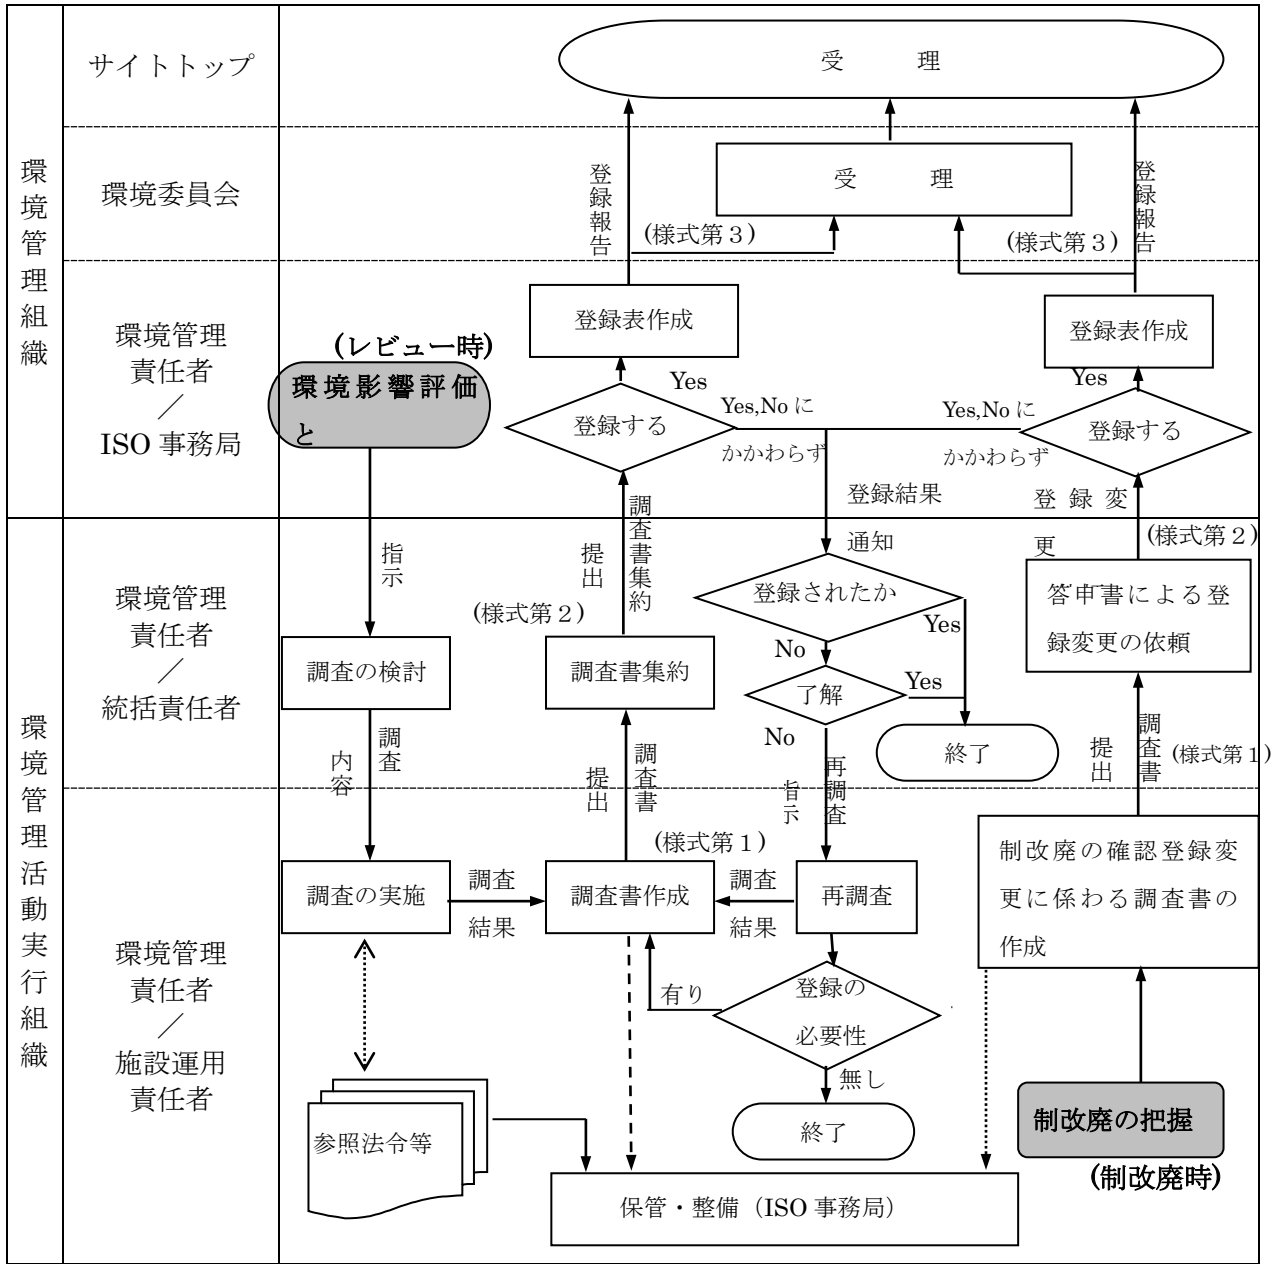 環境管理組織
サイトトップ
受　　理
環境委員会
受　　理
登録報告
(様式第３)
(様式第３)
登録報告
環境管理
責任者
／
ISO 事務局
(レビュー時)
環境影響評価
と
登録表作成
登録表作成
Yes
Yes
登録する
Yes,No に
かかわらず
Yes,No に
かかわらず
登録する
登録結果
通知
登録変
更
(様式第２)
環境管理活動実行組織
環境管理
責任者
／
統括責任者
指示
提出
調査書集約
(様式第２)
登録されたか
Yes
No
答申書による登
録変更の依頼
調査の検討
調査書集約
了解
Yes
No
終了
調査
内容
調査書
提出
再調査
指示
調査書
提出
(様式第１)
環境管理
責任者
／
施設運用
責任者
(様式第１)
調査の実施
調査
結果
調査書作成
調査
結果
再調査
制改廃の確認登録変
更に係わる調査書の
作成
有り
登録の
必要性
無し
終了
参照法令等
制改廃の把握
(制改廃時)
保管・整備（ISO 事務局）